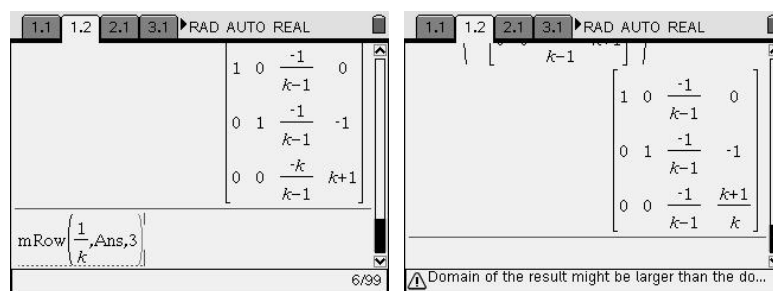 1.1 1.2 2.1 3.1 RAD AUTO REAL
1 0 -1/k-1 0
0 1 -1/k-1 -1
0 0 -k/k-1 k+1
mRow(1/k,Ans,3)
6/99
1.1 1.2 2.1 3.1 RAD AUTO REAL
k-1
1 0 -1/k-1 0
0 1 -1/k-1 -1
0 0 -1/k-1 k+1/k
Domain of the result might be larger than the do...